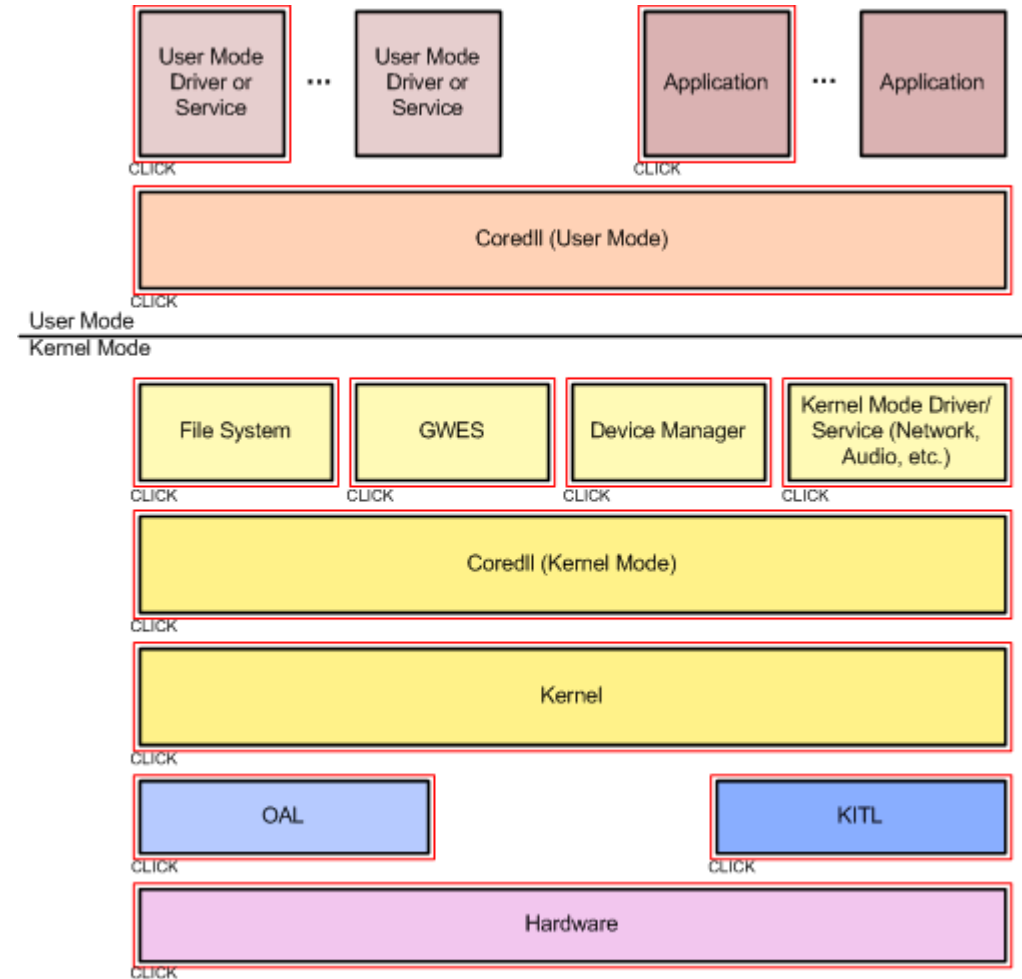 User Mode
Driver or
Service
...
User Mode
Driver or
Service
Application
...
Application
CLICK
CLICK
Coredll (User Mode)
CLICK
User Mode
Kernel Mode
File System
GWES
Device Manager
Kernel Mode Driver/
Service (Network,
Audio, etc.)
CLICK
CLICK
CLICK
CLICK
Coredll (Kernel Mode)
CLICK
Kernel
CLICK
OAL
KITL
CLICK
CLICK
Hardware
CLICK